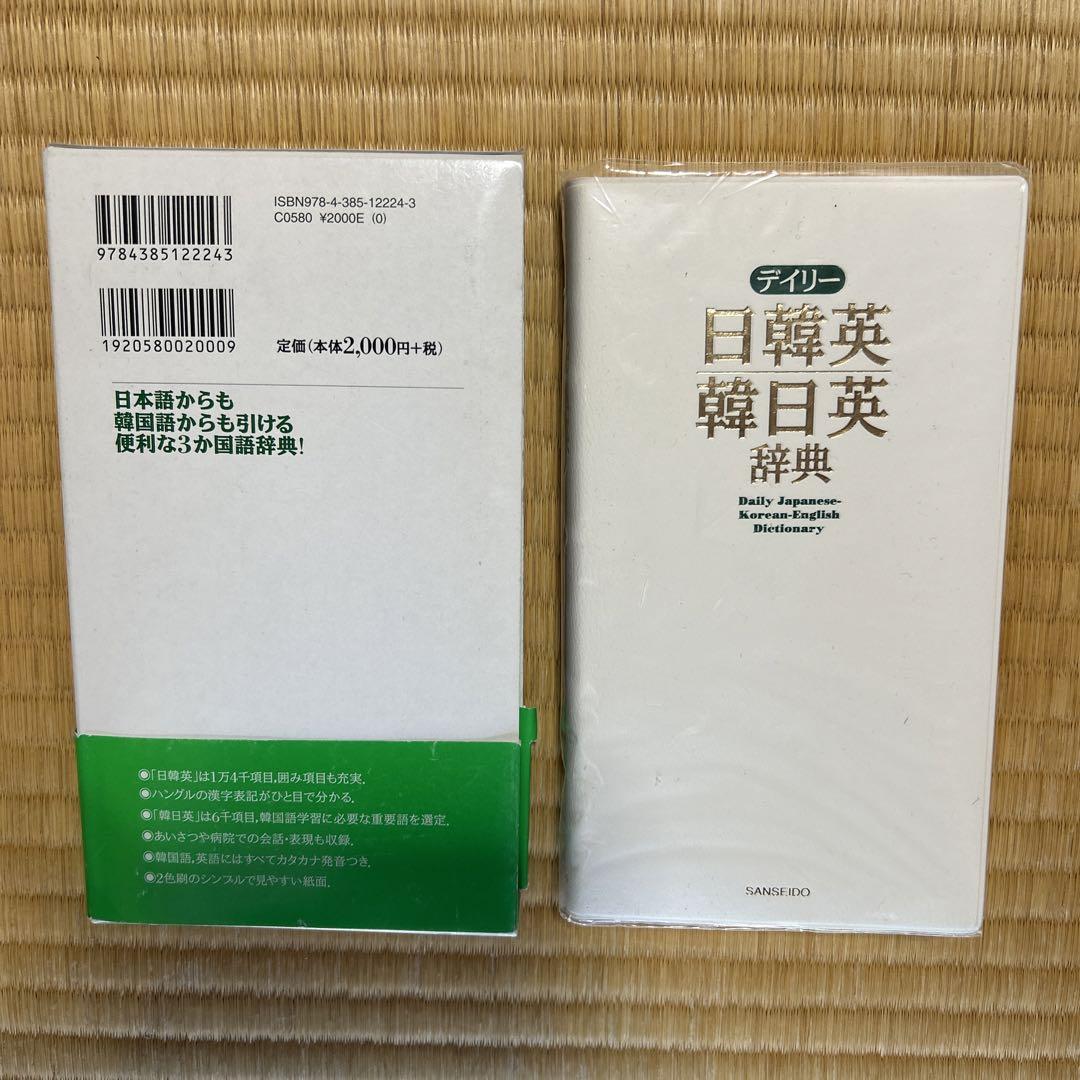 ISBN978-4-385-12224-3
C0580 ¥2000E (0)
9784385122243
1920580020009
定価(本体2,000円+税)
日本語からも
韓国語からも引ける
便利な3か国語辞典!
●「日韓英」は1万4千項目,囲み項目も充実.
●ハングルの漢字表記がひと目で分かる.
●「韓日英」は6千項目,韓国語学習に必要な重要語を選定.
●あいさつや病院での会話・表現も収録.
●韓国語,英語にはすべてカタカナ発音つき.
●2色刷のシンプルで見やすい紙面.
デイリー
日韓英
韓日英
辞典
Daily Japanese-
Korean-English
Dictionary
SANSEIDO